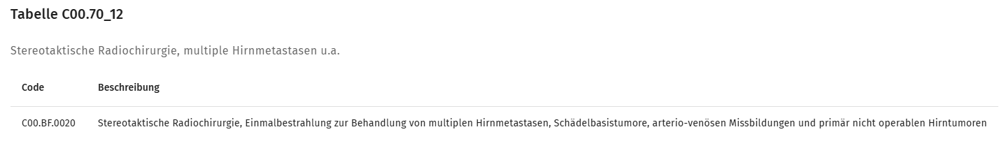 Tabelle C00.70_12
Stereotaktische Radiochirurgie, multiple Hirnmetastasen u.a.
Code Beschreibung
C00.BF.0020 Stereotaktische Radiochirurgie, Einmalbestrahlung zur Behandlung von multiplen Hirnmetastasen, Schädelbasistumore, arterio-venösen Missbildungen und primär nicht operablen Hirntumoren